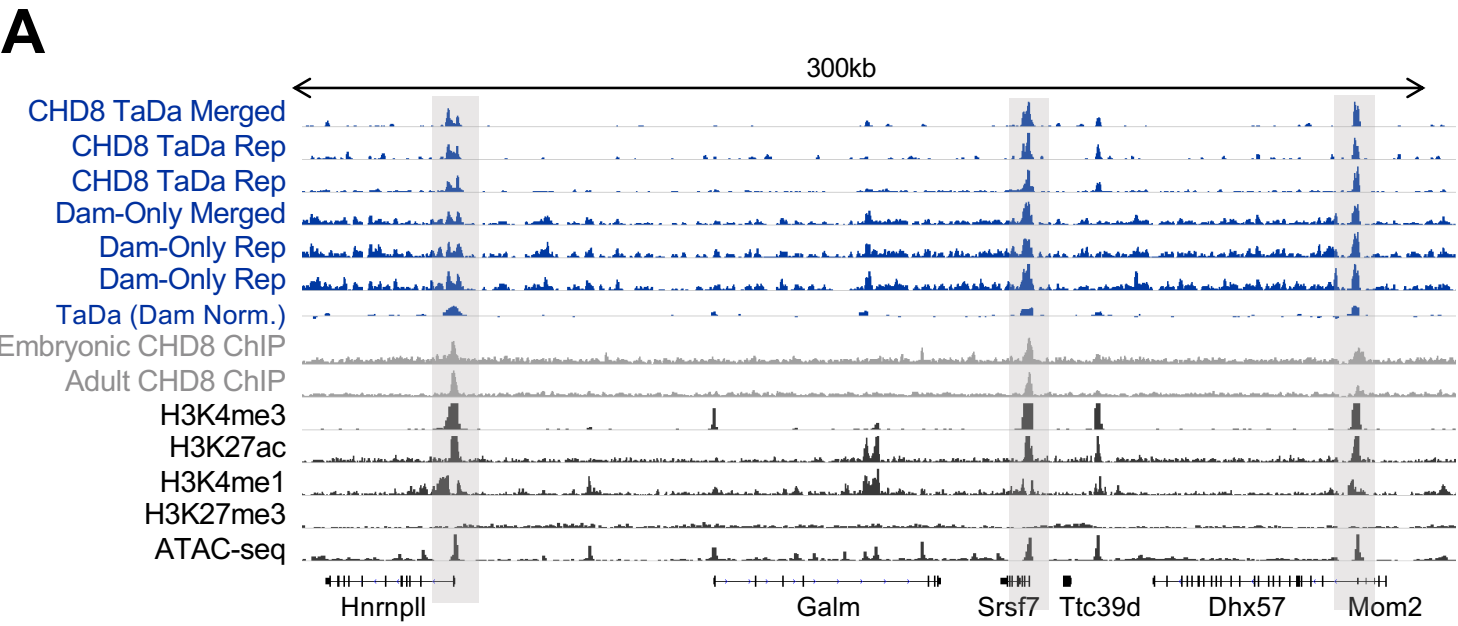 A
300kb
CHD8 TaDa Merged
CHD8 TaDa Rep
CHD8 TaDa Rep
Dam-Only Merged
Dam-Only Rep
Dam-Only Rep
TaDa (Dam Norm.)
Embryonic CHD8 ChIP
Adult CHD8 ChIP
H3K4me3
H3K27ac
H3K4me1
H3K27me3
ATAC-seq
Hnrnpll Galm Srsf7 Ttc39d Dhx57 Mom2